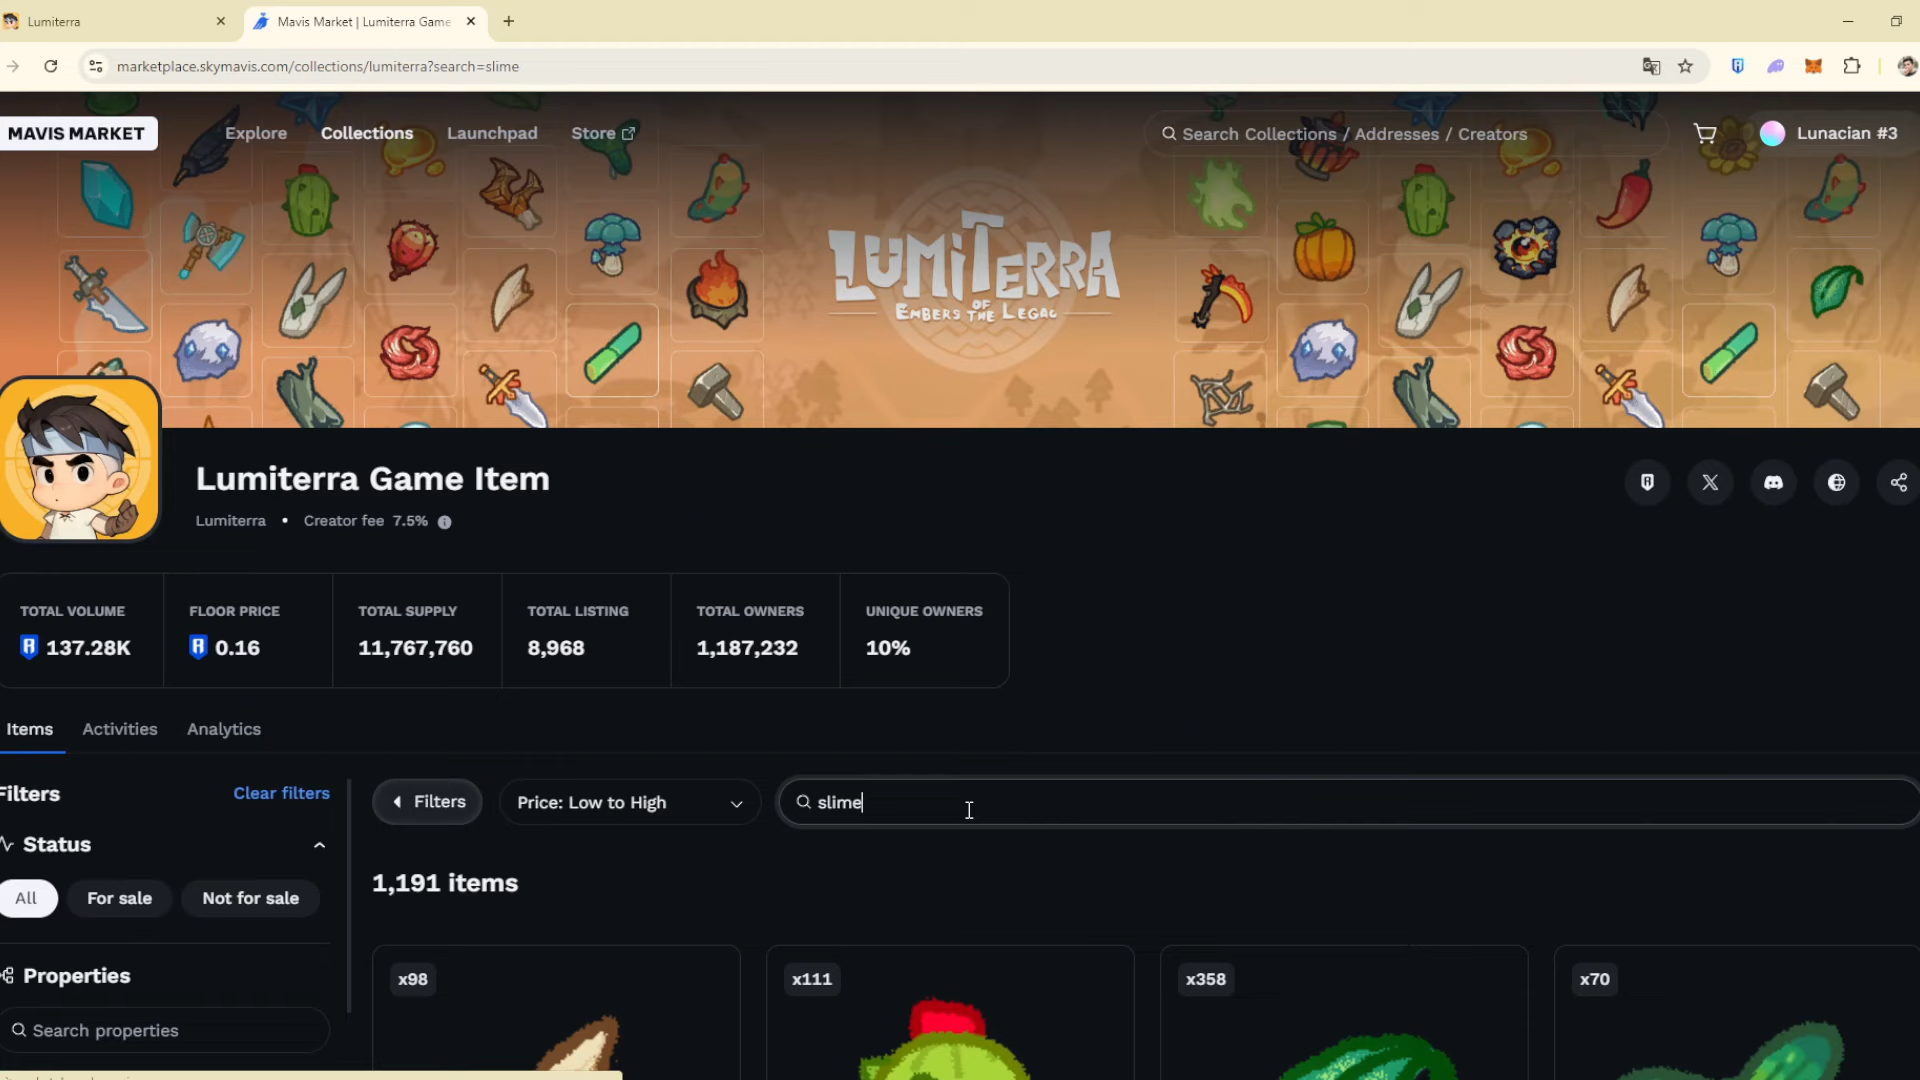 Lumiterra
Mavis Market | Lumiterra Game
marketplace.skymavis.com/collections/lumiterra?search=slime
MAVIS MARKET
Explore
Collections
Launchpad
Store
Search Collections / Addresses / Creators
Lunacian #3
LUMITERRA
EMBERS OF THE LEGACY
Lumiterra Game Item
Lumiterra • Creator fee 7.5%
TOTAL VOLUME
137.28K
FLOOR PRICE
0.16
TOTAL SUPPLY
11,767,760
TOTAL LISTING
8,968
TOTAL OWNERS
1,187,232
UNIQUE OWNERS
10%
Items
Activities
Analytics
Filters
Clear filters
Filters
Price: Low to High
slime
Status
All
For sale
Not for sale
1,191 items
Properties
Search properties
x98
x111
x358
x70